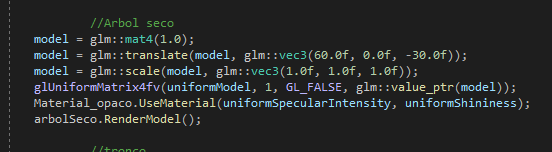 //Arbol seco
model = glm::mat4(1.0);
model = glm::translate(model, glm::vec3(60.0f, 0.0f, -30.0f));
model = glm::scale(model, glm::vec3(1.0f, 1.0f, 1.0f));
glUniformMatrix4fv(uniformModel, 1, GL_FALSE, glm::value_ptr(model));
Material_opaco.UseMaterial(uniformSpecularIntensity, uniformShininess);
arbolSeco.RenderModel();
//tronco